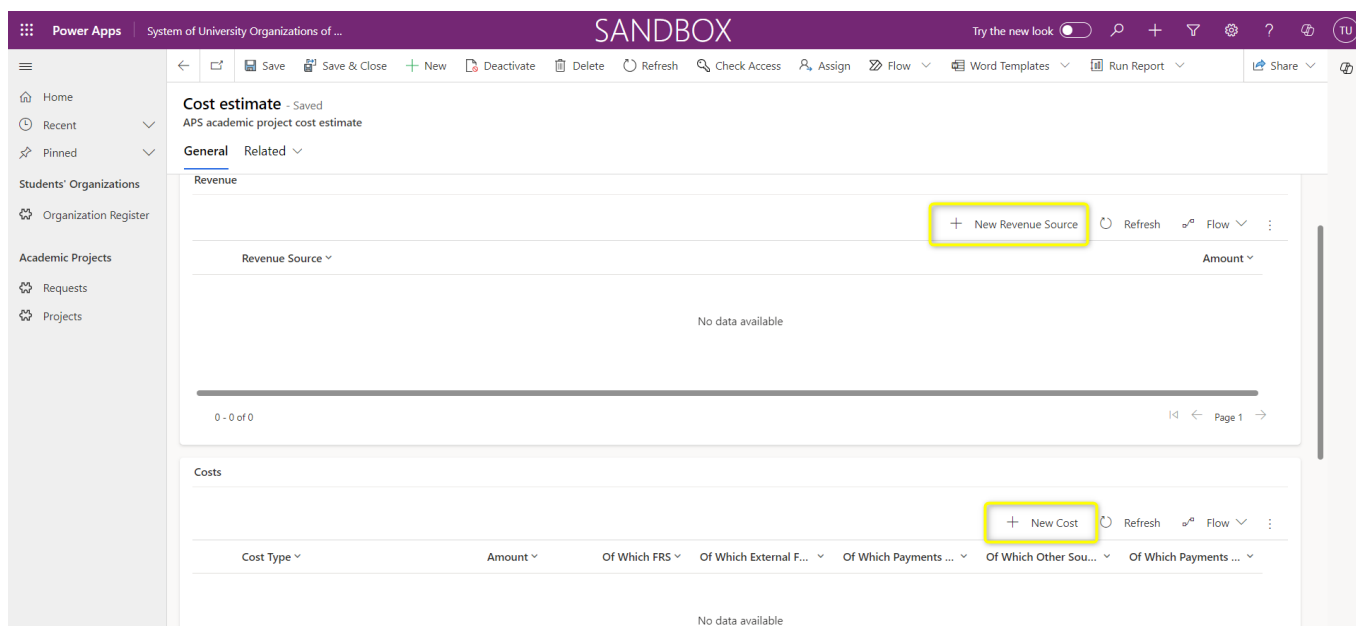 Power Apps System of University Organizations of ... SANDBOX Try the new look TU
Save Save & Close New Deactivate Delete Refresh Check Access Assign Flow Word Templates Run Report Share
Home
Recent
Pinned
Students' Organizations
Organization Register
Academic Projects
Requests
Projects
Cost estimate - Saved
APS academic project cost estimate
General Related
Revenue
New Revenue Source Refresh Flow
Revenue Source Amount
No data available
0 - 0 of 0 Page 1
Costs
New Cost Refresh Flow
Cost Type Amount Of Which FRS Of Which External F... Of Which Payments ... Of Which Other Sou... Of Which Payments ...
No data available